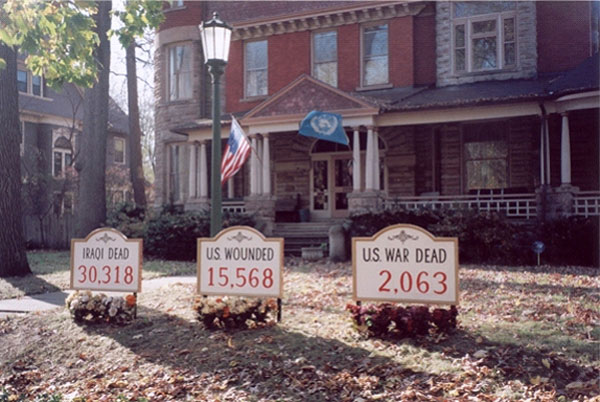 IRAQI DEAD
30,318
U.S. WOUNDED
15,568
U.S. WAR DEAD
2,063